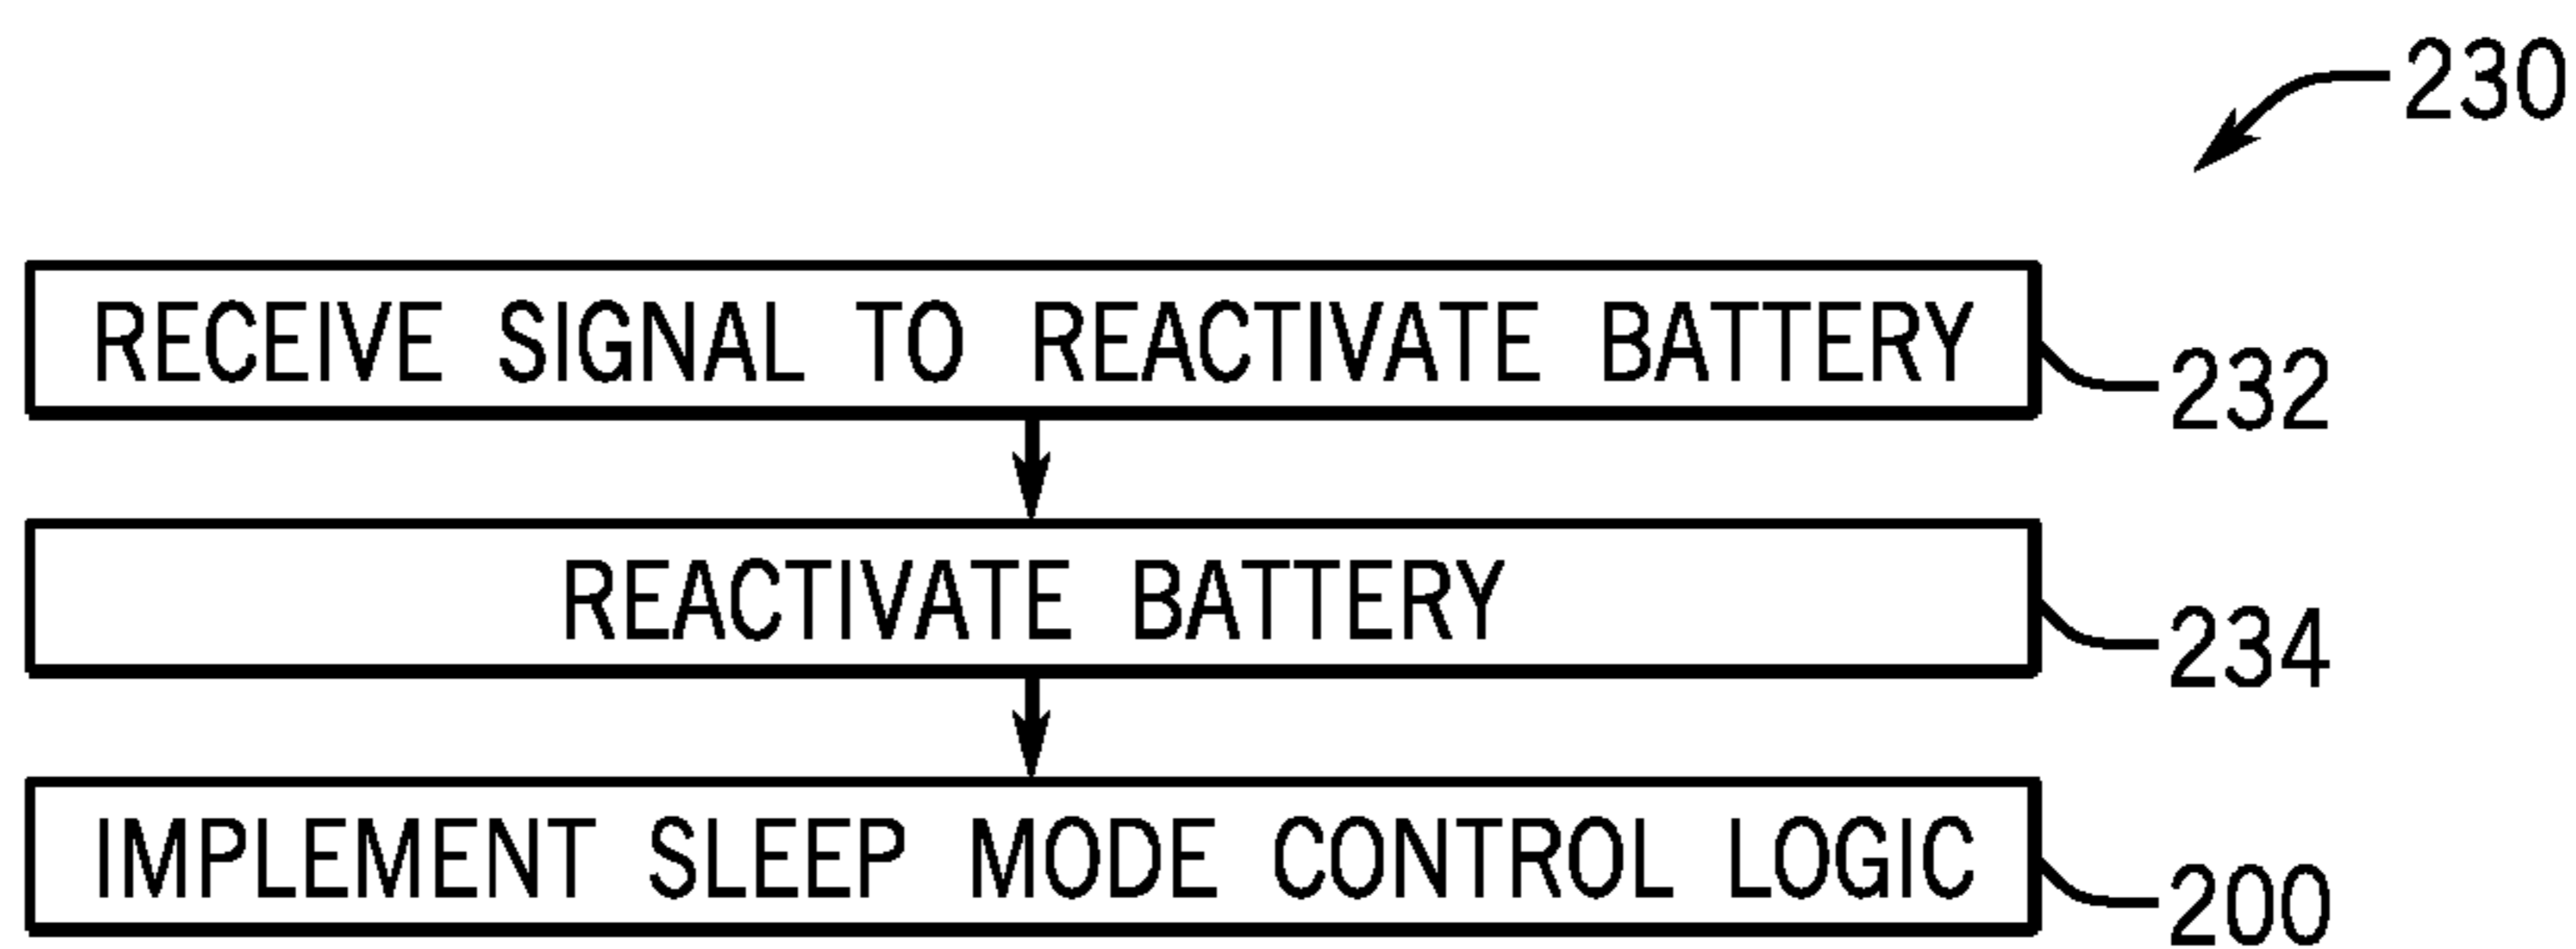 230
RECEIVE SIGNAL TO REACTIVATE BATTERY
232
REACTIVATE BATTERY
234
IMPLEMENT SLEEP MODE CONTROL LOGIC
200